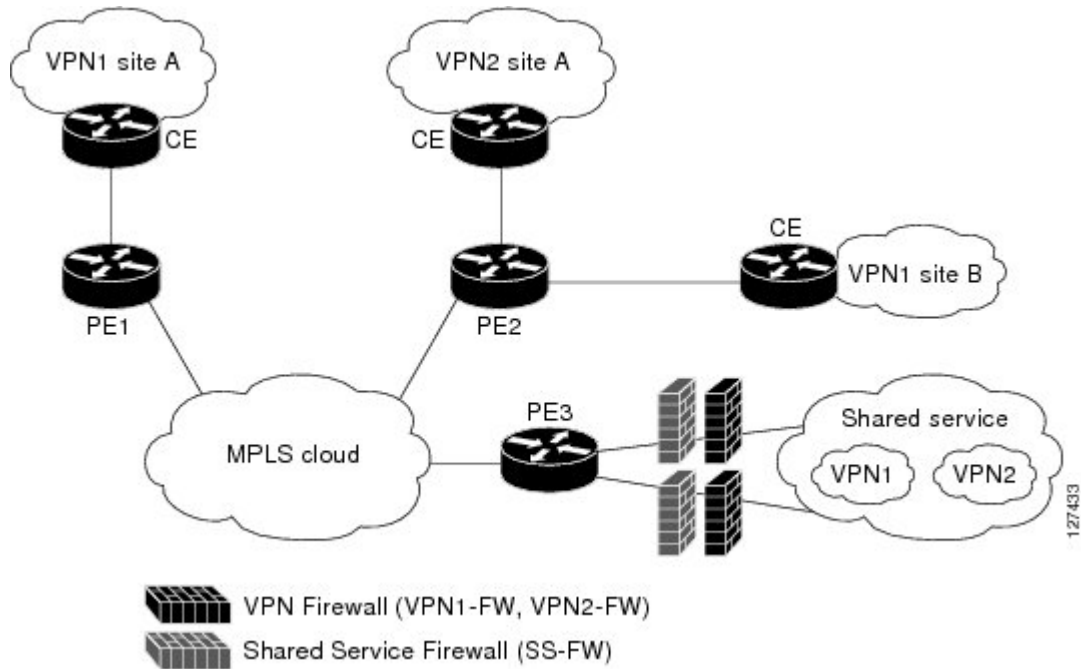 VPN1 site A
VPN2 site A
CE
CE
CE
VPN1 site B
PE1
PE2
PE3
Shared service
MPLS cloud
VPN1
VPN2
127433
VPN Firewall (VPN1-FW, VPN2-FW)
Shared Service Firewall (SS-FW)